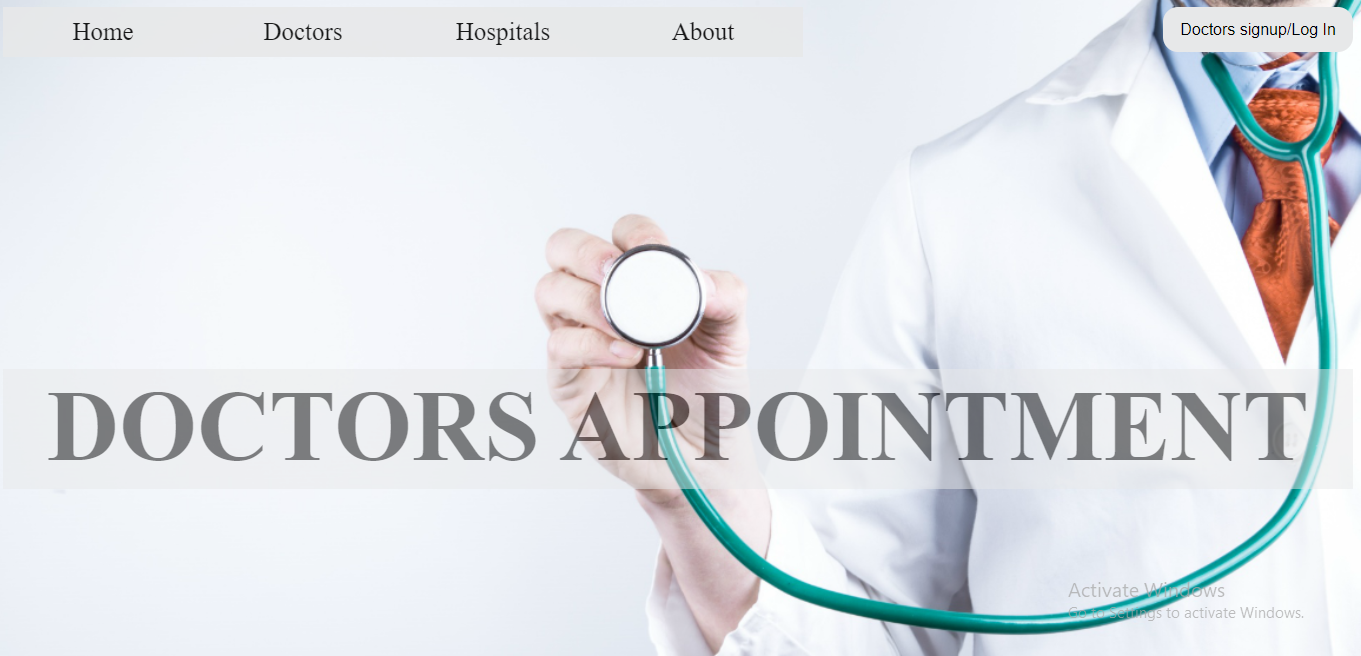 Home Doctors Hospitals About Doctors signup/Log In
DOCTORS APPOINTMENT
Activate Windows
Go to Settings to activate Windows.